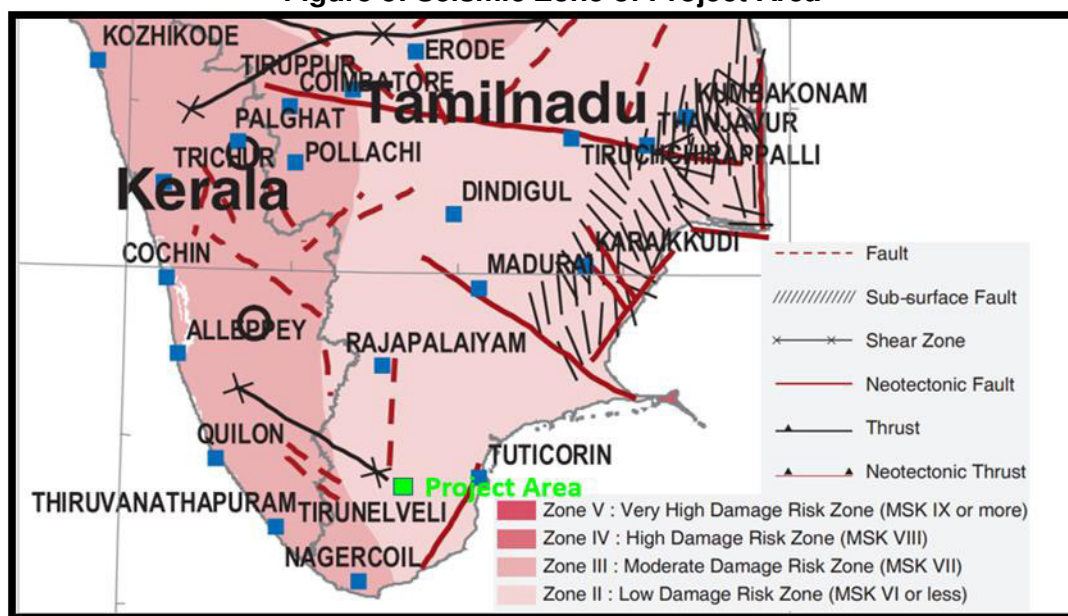 Figure 3: Seismic Zone of Project Area
KOZHIKODE
ERODE
TIRUPPUR
COIMBATORE
Tamilnadu
KUMBAKONAM
THANJAVUR
PALGHAT
TIRUCHCHIRAPPALLI
TRICHUR
POLLACHI
Kerala
DINDIGUL
KARAIKKUDI
COCHIN
MADURAI
ALLEPPEY
RAJAPALAIYAM
QUILON
TUTICORIN
Project Area
THIRUVANATHAPURAM
TIRUNELVELI
NAGERCOIL
Fault
Sub-surface Fault
Shear Zone
Neotectonic Fault
Thrust
Neotectonic Thrust
Zone V : Very High Damage Risk Zone (MSK IX or more)
Zone IV : High Damage Risk Zone (MSK VIII)
Zone III : Moderate Damage Risk Zone (MSK VII)
Zone II : Low Damage Risk Zone (MSK VI or less)